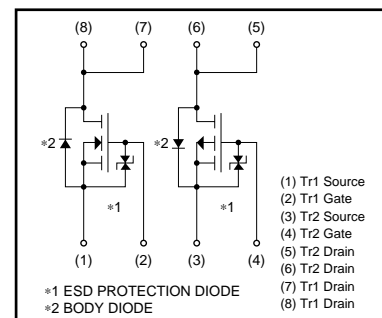 (8) (7) (6) (5)
∗2 ∗2
∗1 ∗1
(1) (2) (3) (4)
(1) Tr1 Source
(2) Tr1 Gate
(3) Tr2 Source
(4) Tr2 Gate
(5) Tr2 Drain
(6) Tr2 Drain
(7) Tr1 Drain
(8) Tr1 Drain
∗1 ESD PROTECTION DIODE
∗2 BODY DIODE